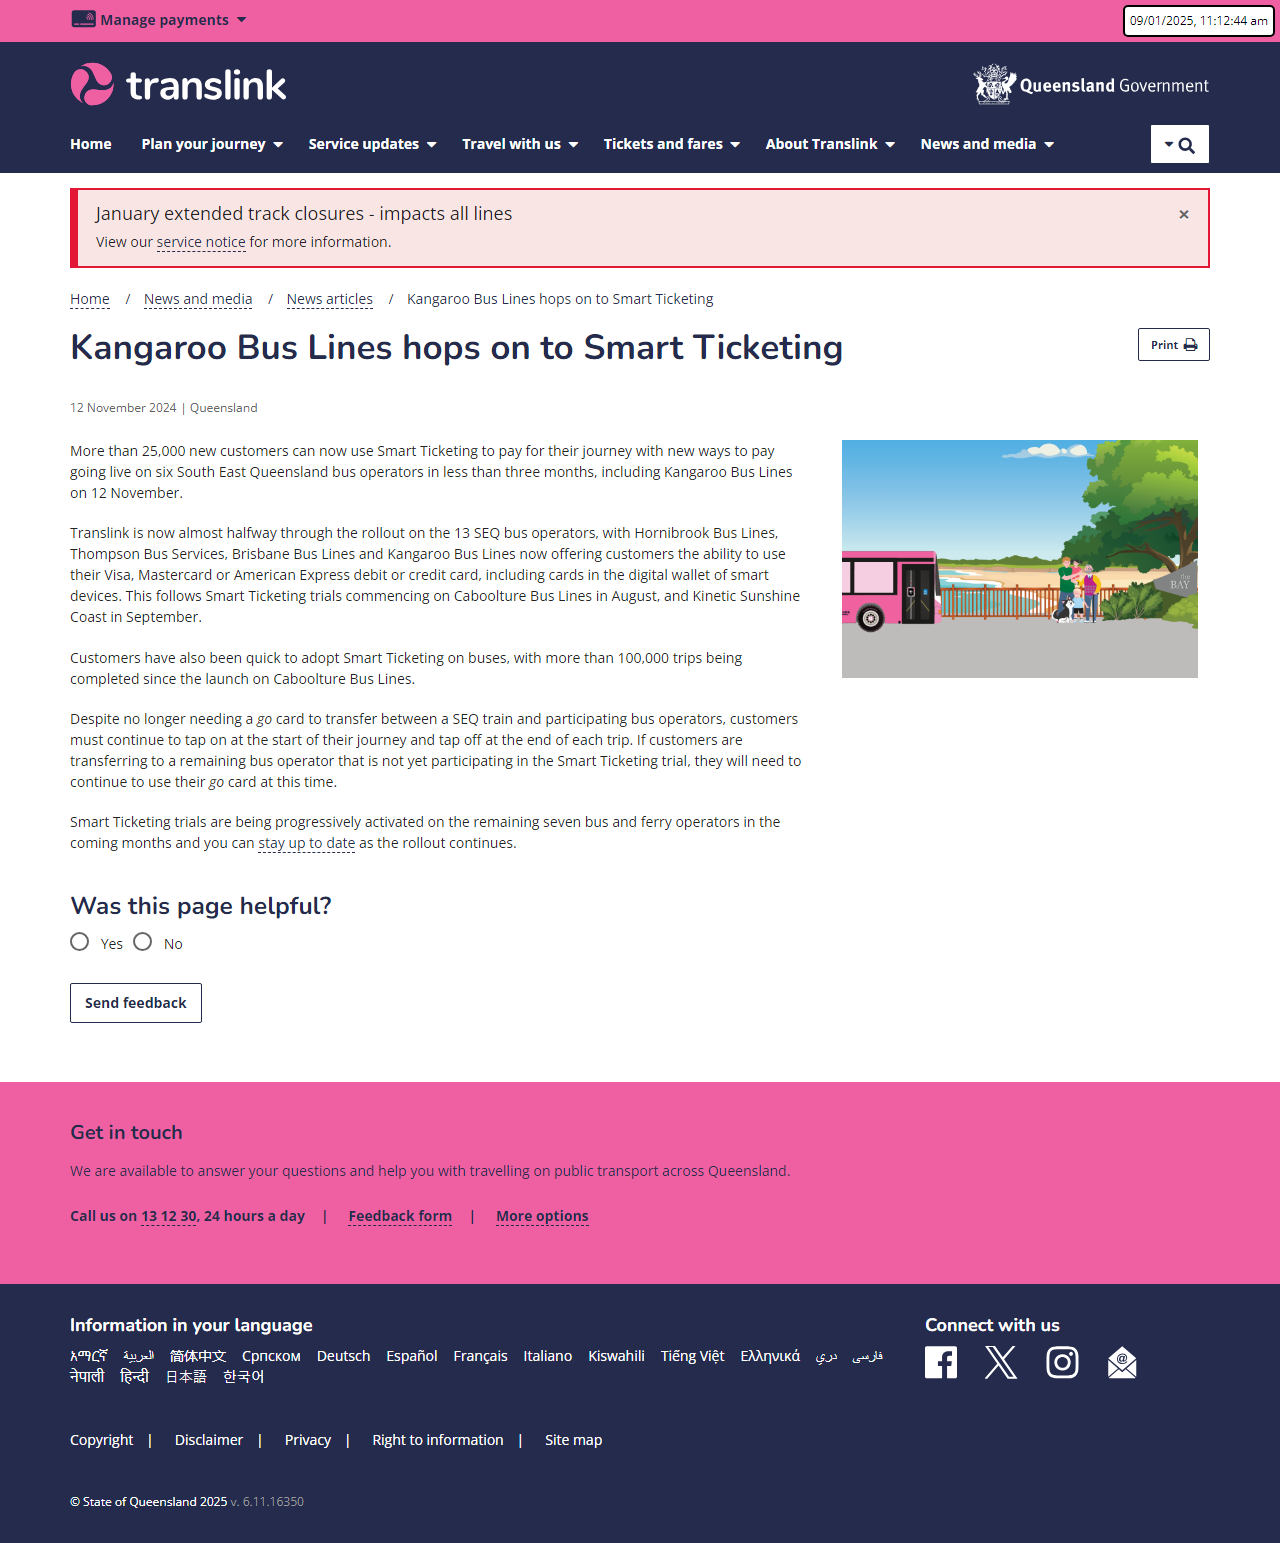 Manage payments
09/01/2025, 11:12:44 am
translink
Queensland Government
Home Plan your journey Service updates Travel with us Tickets and fares About Translink News and media
January extended track closures - impacts all lines ×
View our service notice for more information.
Home / News and media / News articles / Kangaroo Bus Lines hops on to Smart Ticketing
Kangaroo Bus Lines hops on to Smart Ticketing
Print
12 November 2024 | Queensland
More than 25,000 new customers can now use Smart Ticketing to pay for their journey with new ways to pay
going live on six South East Queensland bus operators in less than three months, including Kangaroo Bus Lines
on 12 November.
Translink is now almost halfway through the rollout on the 13 SEQ bus operators, with Hornibrook Bus Lines,
Thompson Bus Services, Brisbane Bus Lines and Kangaroo Bus Lines now offering customers the ability to use
their Visa, Mastercard or American Express debit or credit card, including cards in the digital wallet of smart
devices. This follows Smart Ticketing trials commencing on Caboolture Bus Lines in August, and Kinetic Sunshine
Coast in September.
the
BAY
Customers have also been quick to adopt Smart Ticketing on buses, with more than 100,000 trips being
completed since the launch on Caboolture Bus Lines.
Despite no longer needing a go card to transfer between a SEQ train and participating bus operators, customers
must continue to tap on at the start of their journey and tap off at the end of each trip. If customers are
transferring to a remaining bus operator that is not yet participating in the Smart Ticketing trial, they will need to
continue to use their go card at this time.
Smart Ticketing trials are being progressively activated on the remaining seven bus and ferry operators in the
coming months and you can stay up to date as the rollout continues.
Was this page helpful?
Yes No
Send feedback
Get in touch
We are available to answer your questions and help you with travelling on public transport across Queensland.
Call us on 13 12 30, 24 hours a day | Feedback form | More options
Information in your language
አማርኛ العربية 简体中文 Српском Deutsch Español Français Italiano Kiswahili Tiếng Việt Ελληνικά دري فارسی
नेपाली हिन्दी 日本語 한국어
Connect with us
Copyright | Disclaimer | Privacy | Right to information | Site map
© State of Queensland 2025 v. 6.11.16350